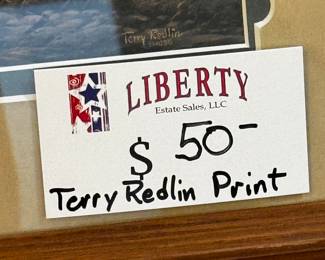 Terry Redlin
LIBERTY
Estate Sales, LLC
$ 50-
Terry Redlin Print